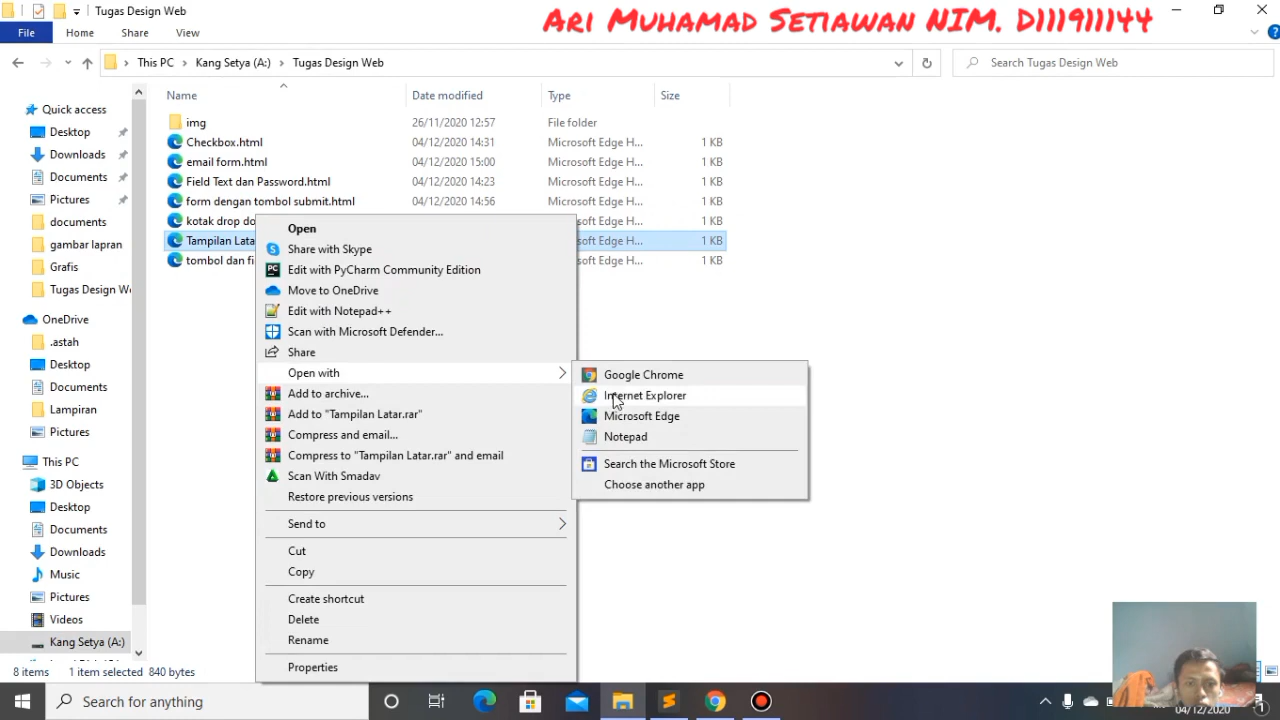 Tugas Design Web
Ari Muhamad Setiawan NIM. D111911144
File
Home
Share
View
This PC
Kang Setya (A:)
Tugas Design Web
Search Tugas Design Web
Name
Date modified
Type
Size
Quick access
Desktop
Downloads
Documents
Pictures
documents
gambar lapran
Grafis
Tugas Design We
OneDrive
.astah
Desktop
Documents
Lampiran
Pictures
This PC
3D Objects
Desktop
Documents
Downloads
Music
Pictures
Videos
Kang Setya (A:)
img
26/11/2020 12:57
File folder
Checkbox.html
04/12/2020 14:31
Microsoft Edge H...
1 KB
email form.html
04/12/2020 15:00
Microsoft Edge H...
1 KB
Field Text dan Password.html
04/12/2020 14:23
Microsoft Edge H...
1 KB
form dengan tombol submit.html
04/12/2020 14:56
Microsoft Edge H...
1 KB
kotak drop do
soft Edge H...
1 KB
Tampilan Lata
soft Edge H...
1 KB
tombol dan fi
soft Edge H...
1 KB
Open
Share with Skype
Edit with PyCharm Community Edition
Move to OneDrive
Edit with Notepad++
Scan with Microsoft Defender...
Share
Open with
Add to archive...
Add to "Tampilan Latar.rar"
Compress and email...
Compress to "Tampilan Latar.rar" and email
Scan With Smadav
Restore previous versions
Send to
Cut
Copy
Create shortcut
Delete
Rename
Properties
Google Chrome
Internet Explorer
Microsoft Edge
Notepad
Search the Microsoft Store
Choose another app
8 items
1 item selected
840 bytes
Search for anything
04/12/2020